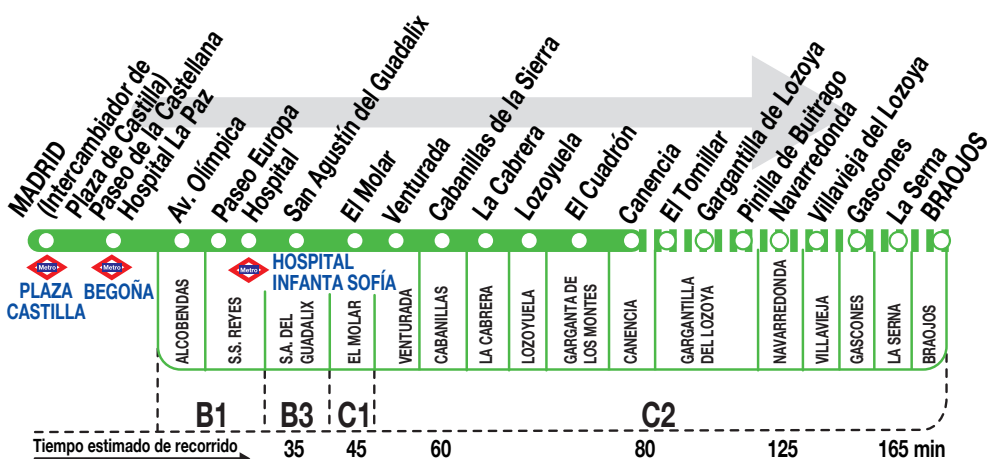 MADRID
(Intercambiador de
Plaza de Castilla)
Paseo de la Castellana
Hospital La Paz
Av. Olímpica
Paseo Europa
Hospital
San Agustín del Guadalix
El Molar
Venturada
Cabanillas de la Sierra
La Cabrera
Lozoyuela
El Cuadrón
Canencia
El Tomillar
Gargantilla de Lozoya
Pinilla de Buitrago
Navarredonda
Villavieja del Lozoya
Gascones
La Serna
BRAOJOS
Metro
Metro
Metro
PLAZA
CASTILLA
BEGOÑA
HOSPITAL
INFANTA SOFÍA
ALCOBENDAS
S.S. REYES
S.A. DEL
GUADALIX
EL MOLAR
VENTURADA
CABANILLAS
LA CABRERA
LOZOYUELA
GARGANTA DE
LOS MONTES
CANENCIA
GARGANTILLA
DEL LOZOYA
NAVARREDONDA
VILLAVIEJA
GASCONES
LA SERNA
BRAOJOS
B1 B3 C1 C2
Tiempo estimado de recorrido 35 45 60 80 125 165 min